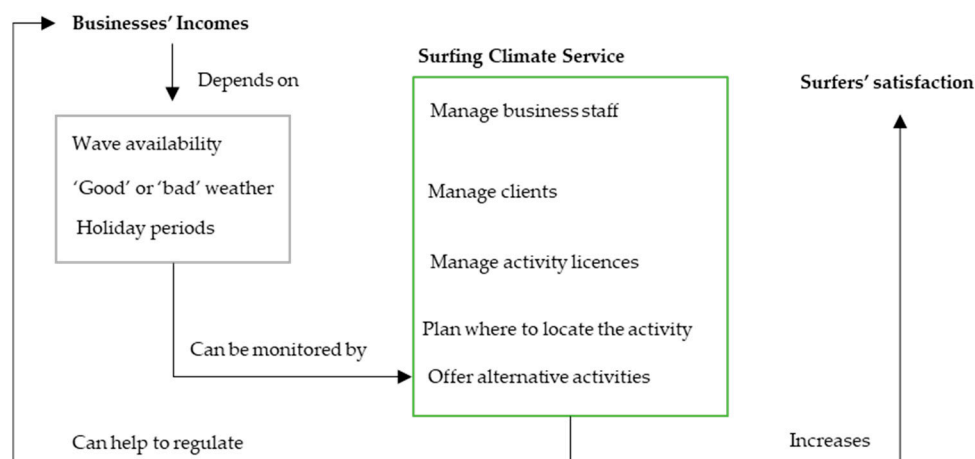 Businesses' Incomes
Depends on
Wave availability
‘Good’ or ‘bad’ weather
Holiday periods
Can be monitored by
Can help to regulate
Surfing Climate Service
Manage business staff
Manage clients
Manage activity licences
Plan where to locate the activity
Offer alternative activities
Surfers’ satisfaction
Increases